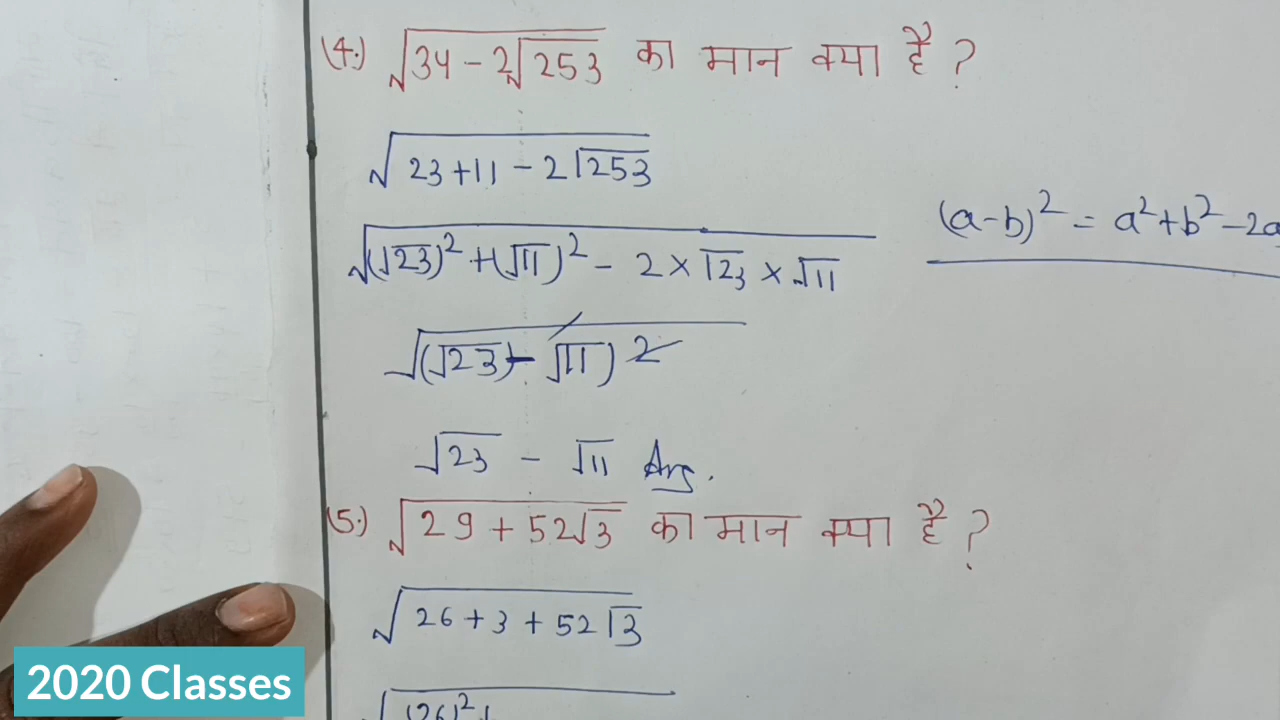 (4.) √34 - 2√253 का मान क्या है ?
√23 + 11 - 2√253
√(√23)² + (√11)² - 2 × √23 × √11
(a-b)² = a² + b² - 2a
√(√23) - √11)²
√23 - √11 Ans.
(5.) √29 + 52√3 का मान क्या है ?
√26 + 3 + 52√3
2020 Classes